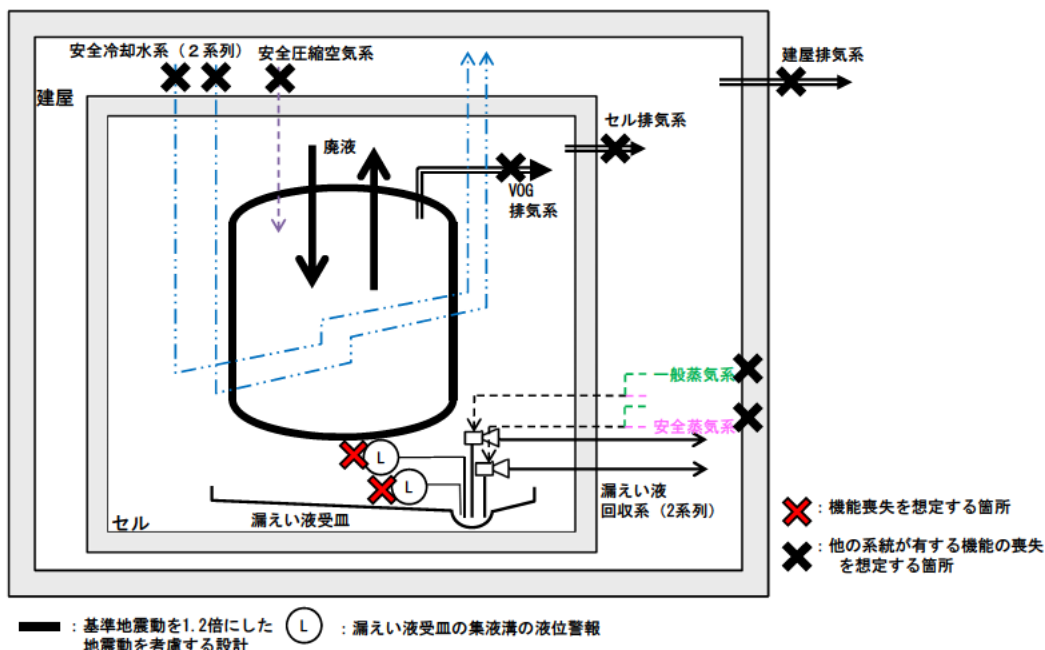 安全冷却水系（２系列）
安全圧縮空気系
建屋排気系
建屋
セル排気系
廃液
VOG
排気系
一般蒸気系
安全蒸気系
L
L
漏えい液
回収系（2系列）
漏えい液受皿
セル
：機能喪失を想定する箇所
：他の系統が有する機能の喪失
を想定する箇所
：基準地震動を1.2倍にした
地震動を考慮する設計
L
：漏えい液受皿の集液溝の液位警報